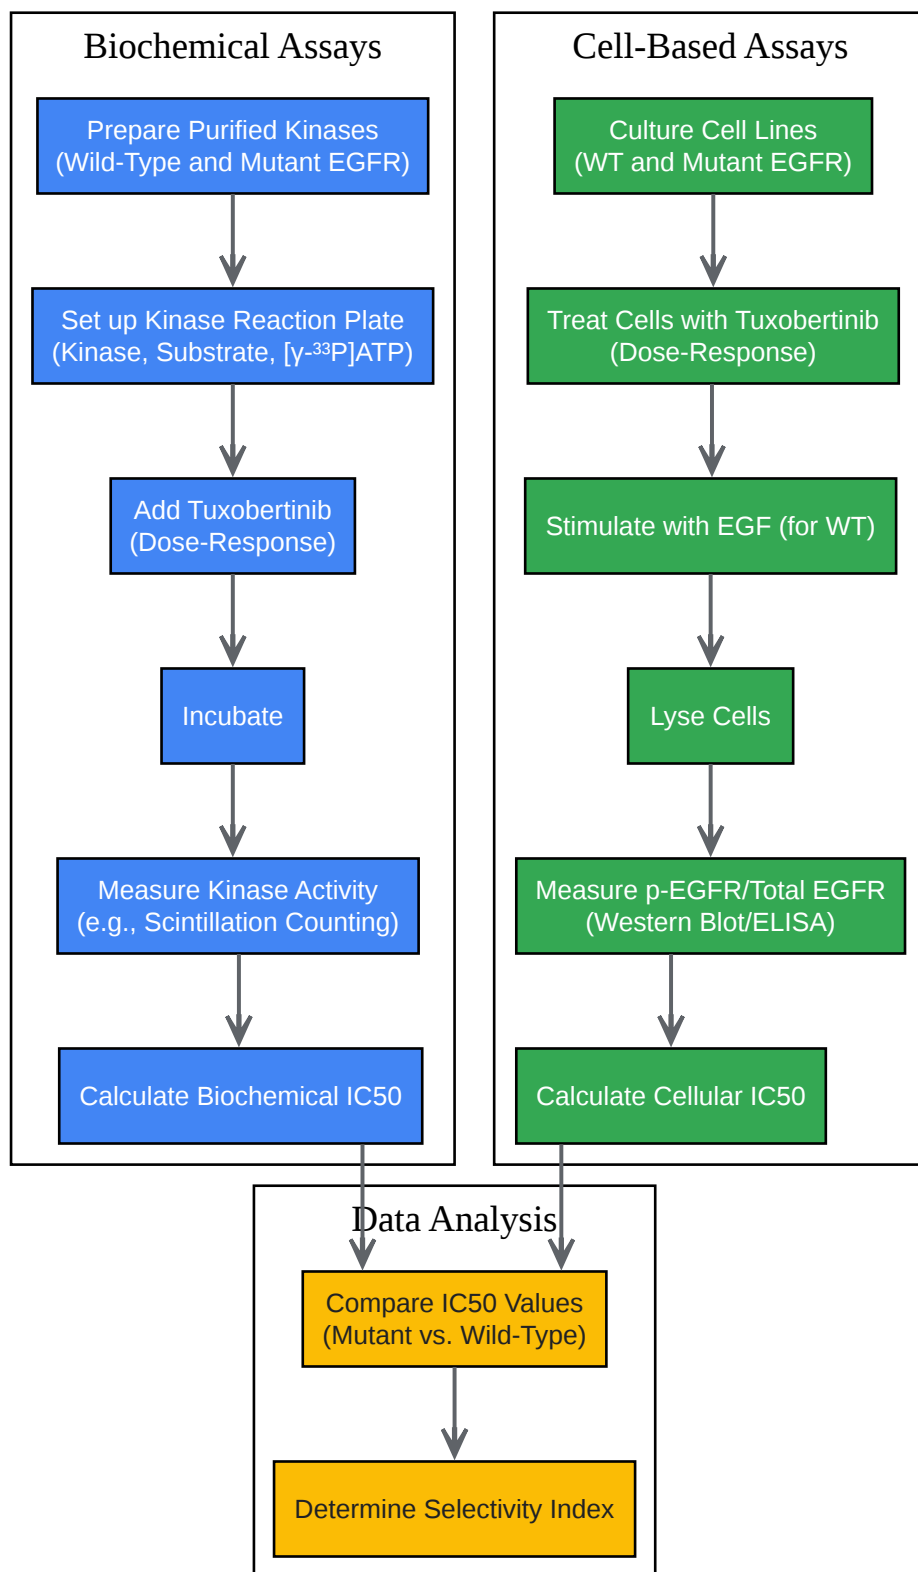 Biochemical Assays
Prepare Purified Kinases
(Wild-Type and Mutant EGFR)
Set up Kinase Reaction Plate
(Kinase, Substrate, [γ-³³P]ATP)
Add Tuxobertinib
(Dose-Response)
Incubate
Measure Kinase Activity
(e.g., Scintillation Counting)
Calculate Biochemical IC50
Cell-Based Assays
Culture Cell Lines
(WT and Mutant EGFR)
Treat Cells with Tuxobertinib
(Dose-Response)
Stimulate with EGF (for WT)
Lyse Cells
Measure p-EGFR/Total EGFR
(Western Blot/ELISA)
Calculate Cellular IC50
Data Analysis
Compare IC50 Values
(Mutant vs. Wild-Type)
Determine Selectivity Index